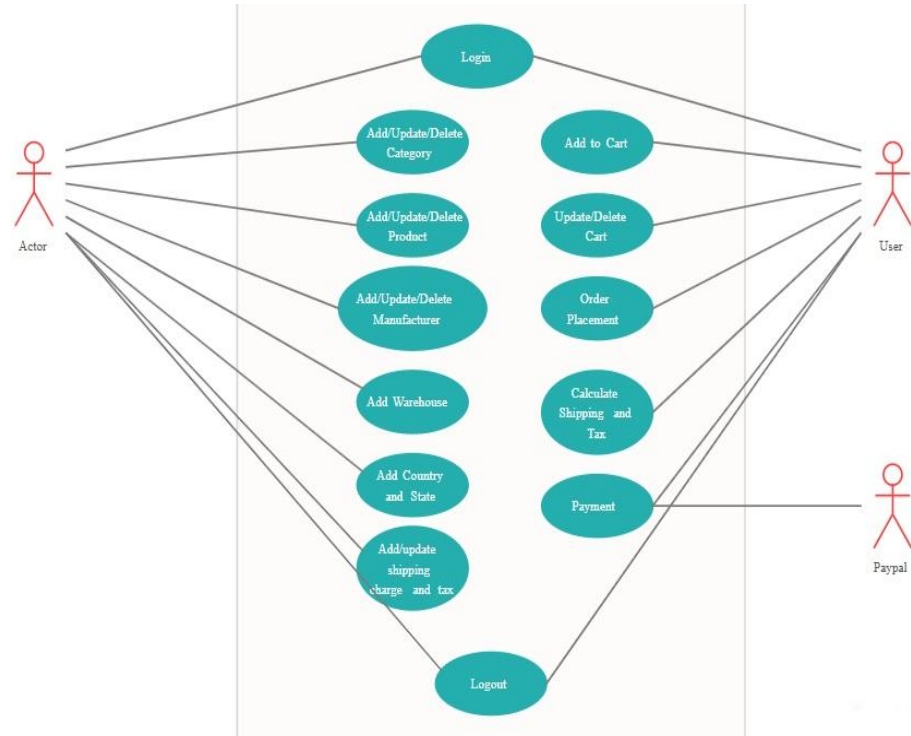 Login
Add/Update/Delete
Category
Add to Cart
Actor
User
Add/Update/Delete
Product
Update/Delete
Cart
Add/Update/Delete
Manufacturer
Order
Placement
Add Warehouse
Calculate
Shipping and
Tax
Add Country
and State
Payment
Paypal
Add/update
shipping
charge and tax
Logout